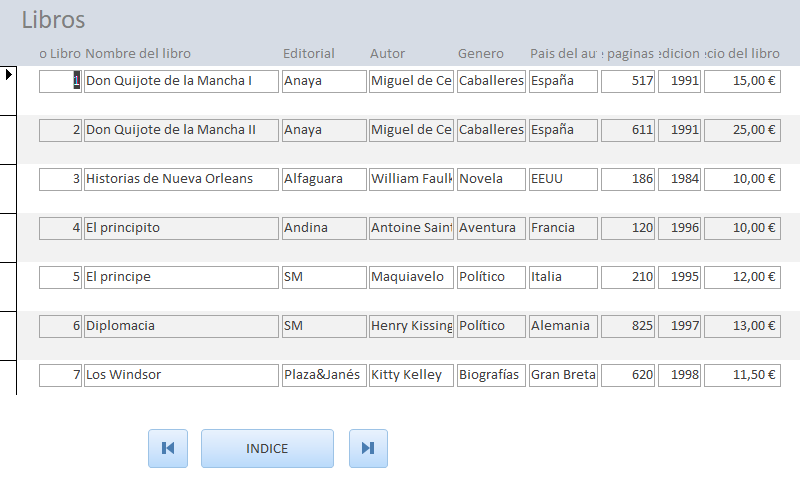 Libros
o Libro Nombre del libro Editorial Autor Genero Pais del au paginas edicion cio del libro
1 Don Quijote de la Mancha I Anaya Miguel de Ce Caballeres España 517 1991 15,00 €
2 Don Quijote de la Mancha II Anaya Miguel de Ce Caballeres España 611 1991 25,00 €
3 Historias de Nueva Orleans Alfaguara William Faulk Novela EEUU 186 1984 10,00 €
4 El principito Andina Antoine Saint Aventura Francia 120 1996 10,00 €
5 El principe SM Maquiavelo Político Italia 210 1995 12,00 €
6 Diplomacia SM Henry Kissing Político Alemania 825 1997 13,00 €
7 Los Windsor Plaza&Janés Kitty Kelley Biografías Gran Breta 620 1998 11,50 €
INDICE